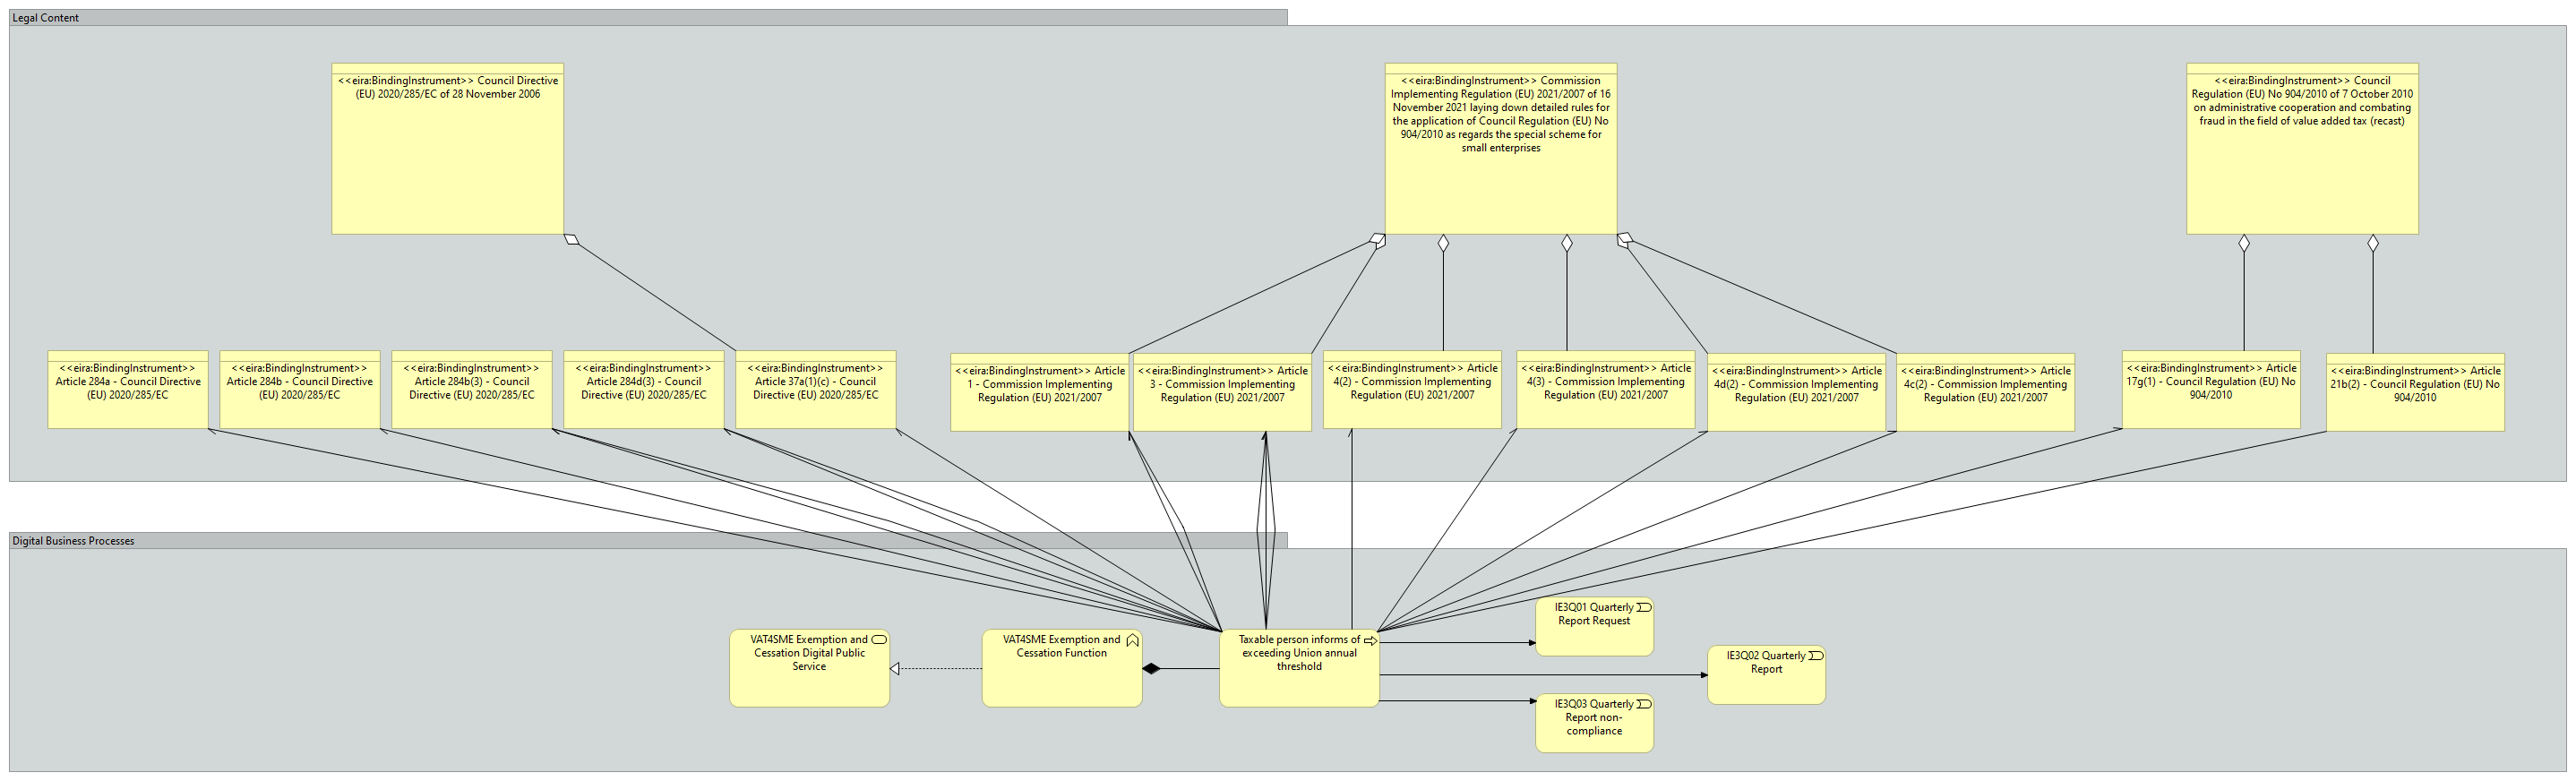 Legal Content
<<eira:BindingInstrument>> Council Directive
(EU) 2020/285/EC of 28 November 2006
<<eira:BindingInstrument>> Commission
Implementing Regulation (EU) 2021/2007 of 16
November 2021 laying down detailed rules for
the application of Council Regulation (EU) No
904/2010 as regards the special scheme for
small enterprises
<<eira:BindingInstrument>> Council
Regulation (EU) No 904/2010 of 7 October 2010
on administrative cooperation and combating
fraud in the field of value added tax (recast)
<<eira:BindingInstrument>>
Article 284a - Council Directive
(EU) 2020/285/EC
<<eira:BindingInstrument>>
Article 284b - Council Directive
(EU) 2020/285/EC
<<eira:BindingInstrument>>
Article 284b(3) - Council
Directive (EU) 2020/285/EC
<<eira:BindingInstrument>>
Article 284d(3) - Council
Directive (EU) 2020/285/EC
<<eira:BindingInstrument>>
Article 37a(1)(c) - Council
Directive (EU) 2020/285/EC
<<eira:BindingInstrument>> Article
1 - Commission Implementing
Regulation (EU) 2021/2007
<<eira:BindingInstrument>> Article
3 - Commission Implementing
Regulation (EU) 2021/2007
<<eira:BindingInstrument>> Article
4(2) - Commission Implementing
Regulation (EU) 2021/2007
<<eira:BindingInstrument>> Article
4(3) - Commission Implementing
Regulation (EU) 2021/2007
<<eira:BindingInstrument>> Article
4d(2) - Commission Implementing
Regulation (EU) 2021/2007
<<eira:BindingInstrument>> Article
4c(2) - Commission Implementing
Regulation (EU) 2021/2007
<<eira:BindingInstrument>> Article
17g(1) - Council Regulation (EU) No
904/2010
<<eira:BindingInstrument>> Article
21b(2) - Council Regulation (EU) No
904/2010
Digital Business Processes
VAT4SME Exemption and
Cessation Digital Public
Service
VAT4SME Exemption and
Cessation Function
Taxable person informs of
exceeding Union annual
threshold
IE3Q01 Quarterly
Report Request
IE3Q02 Quarterly
Report
IE3Q03 Quarterly
Report non-
compliance